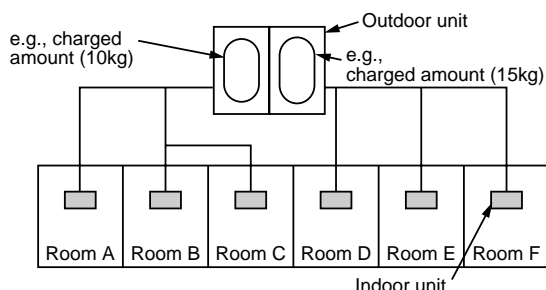 Outdoor unit
e.g., charged
amount (10kg)
e.g.,
charged amount (15kg)
Room A
Room B
Room C
Room D
Room E
Room F
Indoor unit